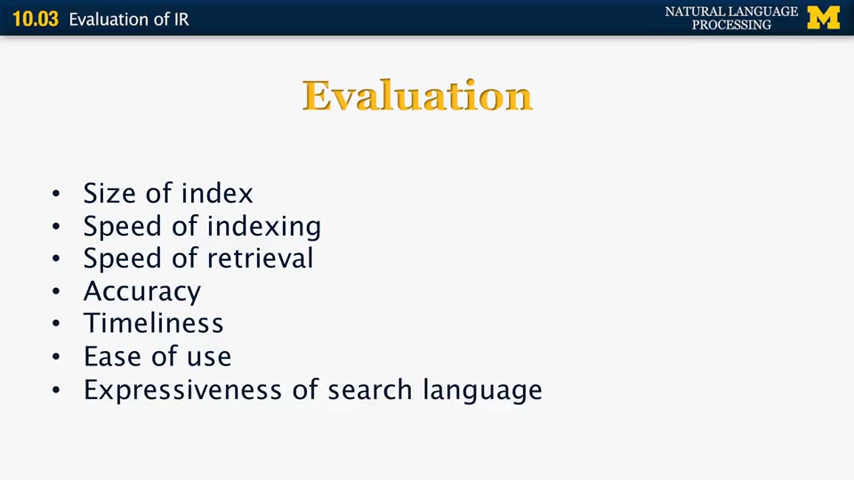 10.03 Evaluation of IR
NATURAL LANGUAGE
PROCESSING
M
Evaluation
• Size of index
• Speed of indexing
• Speed of retrieval
• Accuracy
• Timeliness
• Ease of use
• Expressiveness of search language